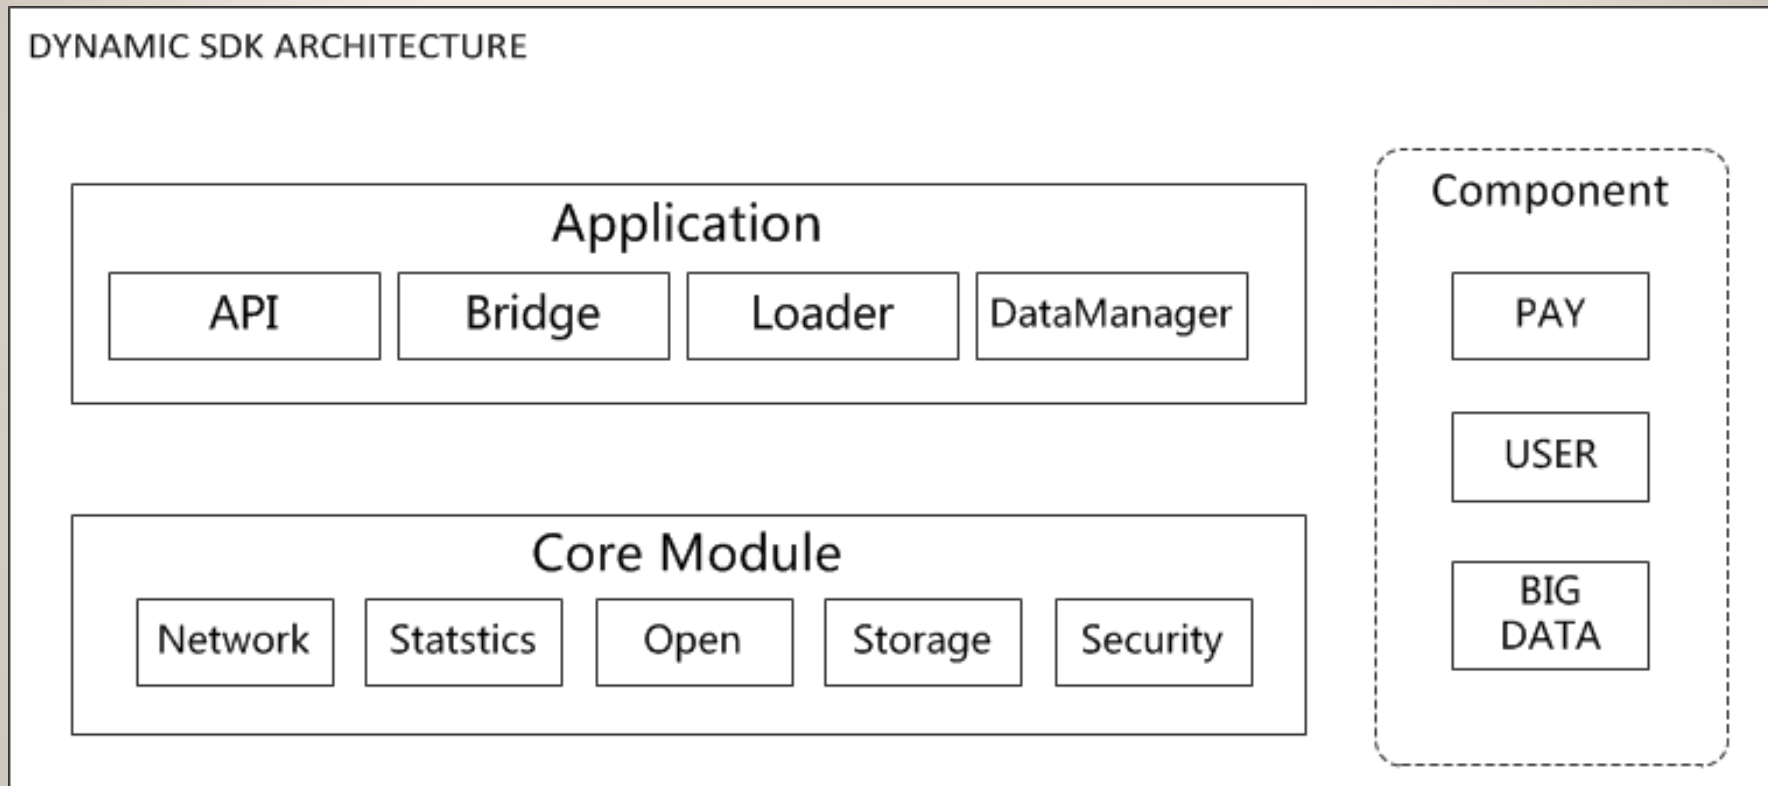 DYNAMIC SDK ARCHITECTURE
Application
API
Bridge
Loader
DataManager
Core Module
Network
Statstics
Open
Storage
Security
Component
PAY
USER
BIG
DATA